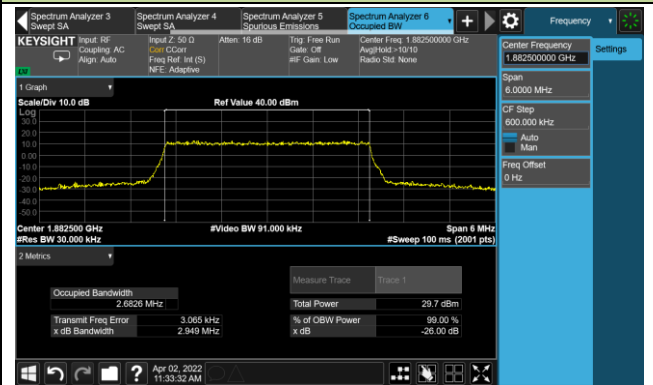 Spectrum Analyzer 3
Swept SA
Spectrum Analyzer 4
Swept SA
Spectrum Analyzer 5
Spurious Emissions
Spectrum Analyzer 6
Occupied BW
Frequency
KEYSIGHT
Input: RF
Coupling: AC
Align: Auto
Input Z: 50 Ω
Corr CCorr
Freq Ref: Int (S)
NFE: Adaptive
Atten: 16 dB
Trig: Free Run
Gate: Off
#IF Gain: Low
Center Freq: 1.882500000 GHz
Avg|Hold:>10/10
Radio Std: None
Center Frequency
1.882500000 GHz
Settings
Span
6.0000 MHz
CF Step
600.000 kHz
Auto
Man
Freq Offset
0 Hz
1 Graph
Scale/Div 10.0 dB
Ref Value 40.00 dBm
Log
30.0
20.0
10.0
0.00
-10.0
-20.0
-30.0
-40.0
-50.0
Center 1.882500 GHz
#Video BW 91.000 kHz
Span 6 MHz
#Res BW 30.000 kHz
#Sweep 100 ms (2001 pts)
2 Metrics
Measure Trace
Trace 1
Occupied Bandwidth
2.6826 MHz
Total Power
29.7 dBm
Transmit Freq Error
3.065 kHz
% of OBW Power
99.00 %
x dB Bandwidth
2.949 MHz
x dB
-26.00 dB
Apr 02, 2022
11:33:32 AM